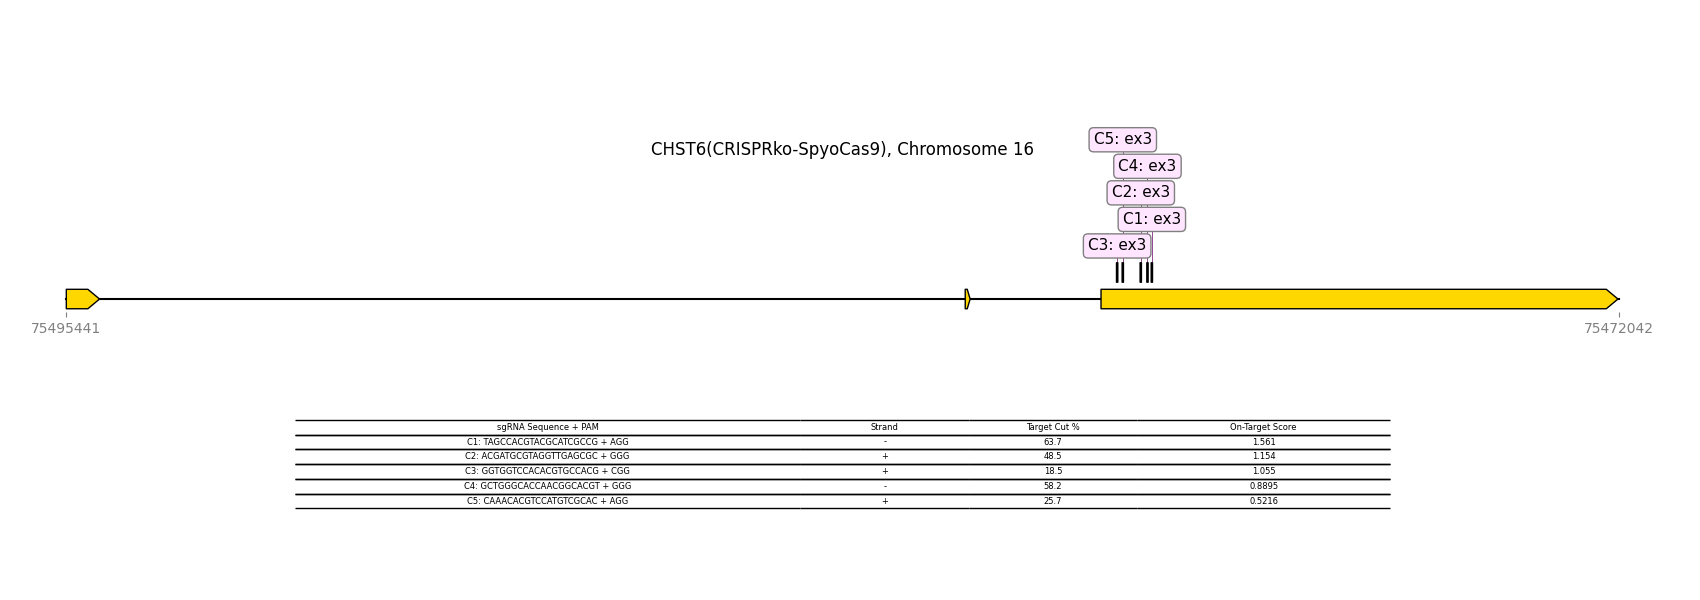 C5: ex3
CHST6(CRISPRko-SpyoCas9), Chromosome 16
C4: ex3
C2: ex3
C1: ex3
C3: ex3
75495441
75472042
sgRNA Sequence + PAM Strand Target Cut % On-Target Score
C1: TAGCCACGTACGCATCGCCG + AGG - 63.7 1.561
C2: ACGATGCGTAGGTTGAGCGC + GGG + 48.5 1.154
C3: GGTGGTCCACACGTGCCACG + CGG + 18.5 1.055
C4: GCTGGGCACCAACGGCACGT + GGG - 58.2 0.8895
C5: CAAACACGTCCATGTCGCAC + AGG + 25.7 0.5216